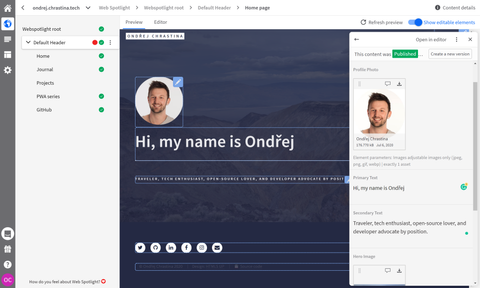 ondrej.chrastina.tech
Web Spotlight
Webspotlight root
Default Header
Home page
Content details
Webspotlight root
Default Header
Home
Journal
Projects
PWA series
GitHub
How do you feel about Web Spotlight?
DC
Preview
Editor
Refresh preview
Show editable elements
ONDŘEJ CHRASTINA
Hi, my name is Ondřej
TRAVELER, TECH ENTHUSIAST, OPEN-SOURCE LOVER, AND DEVELOPER ADVOCATE BY POSIT
Open in editor
This content was Published
Create a new version
Profile Photo
Ondřej Chrastina
Element parameters: Images adjustable images only (jpeg,
png, gif, webp) | exactly 1 asset
Primary Text
Hi, my name is Ondřej
Secondary Text
Traveler, tech enthusiast, open-source lover, and
developer advocate by position.
Hero Image